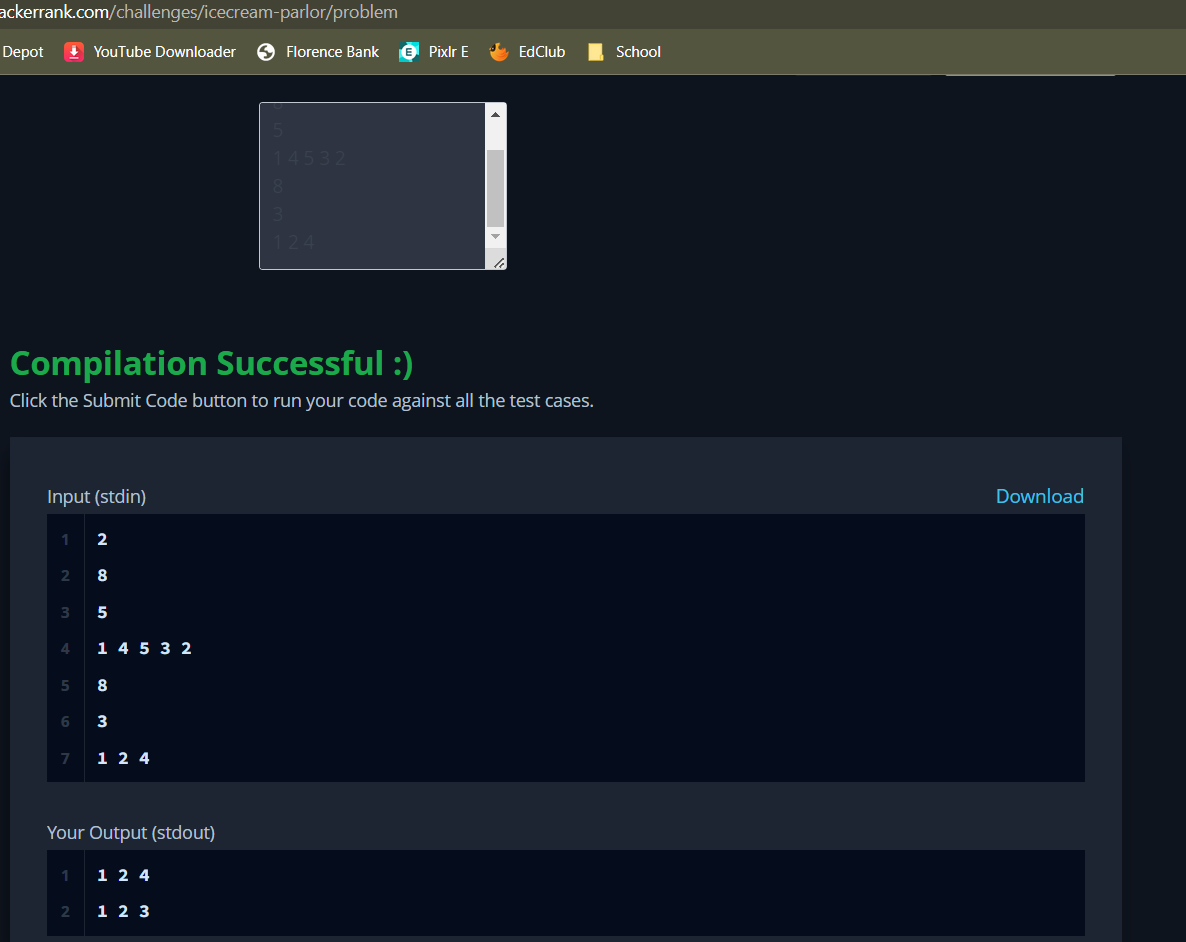 ackerrank.com/challenges/icecream-parlor/problem
Depot YouTube Downloader Florence Bank E Pixlr E EdClub School
5
1 4 5 3 2
8
3
1 2 4
Compilation Successful :)
Click the Submit Code button to run your code against all the test cases.
Input (stdin) Download
1 2
2 8
3 5
4 1 4 5 3 2
5 8
6 3
7 1 2 4
Your Output (stdout)
1 1 2 4
2 1 2 3